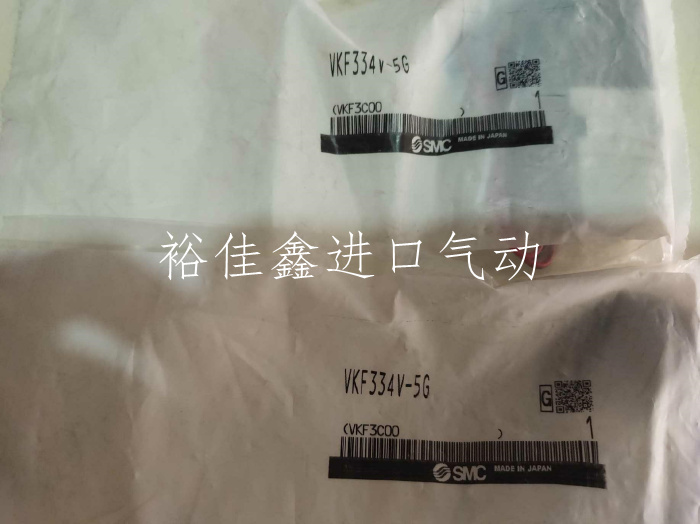 VKF334V-5G
G
(VKF3C00 ) 1
SMC MADE IN JAPAN
裕佳鑫进口气动
VKF334V-5G
G
(VKF3C00 ) 1
SMC MADE IN JAPAN